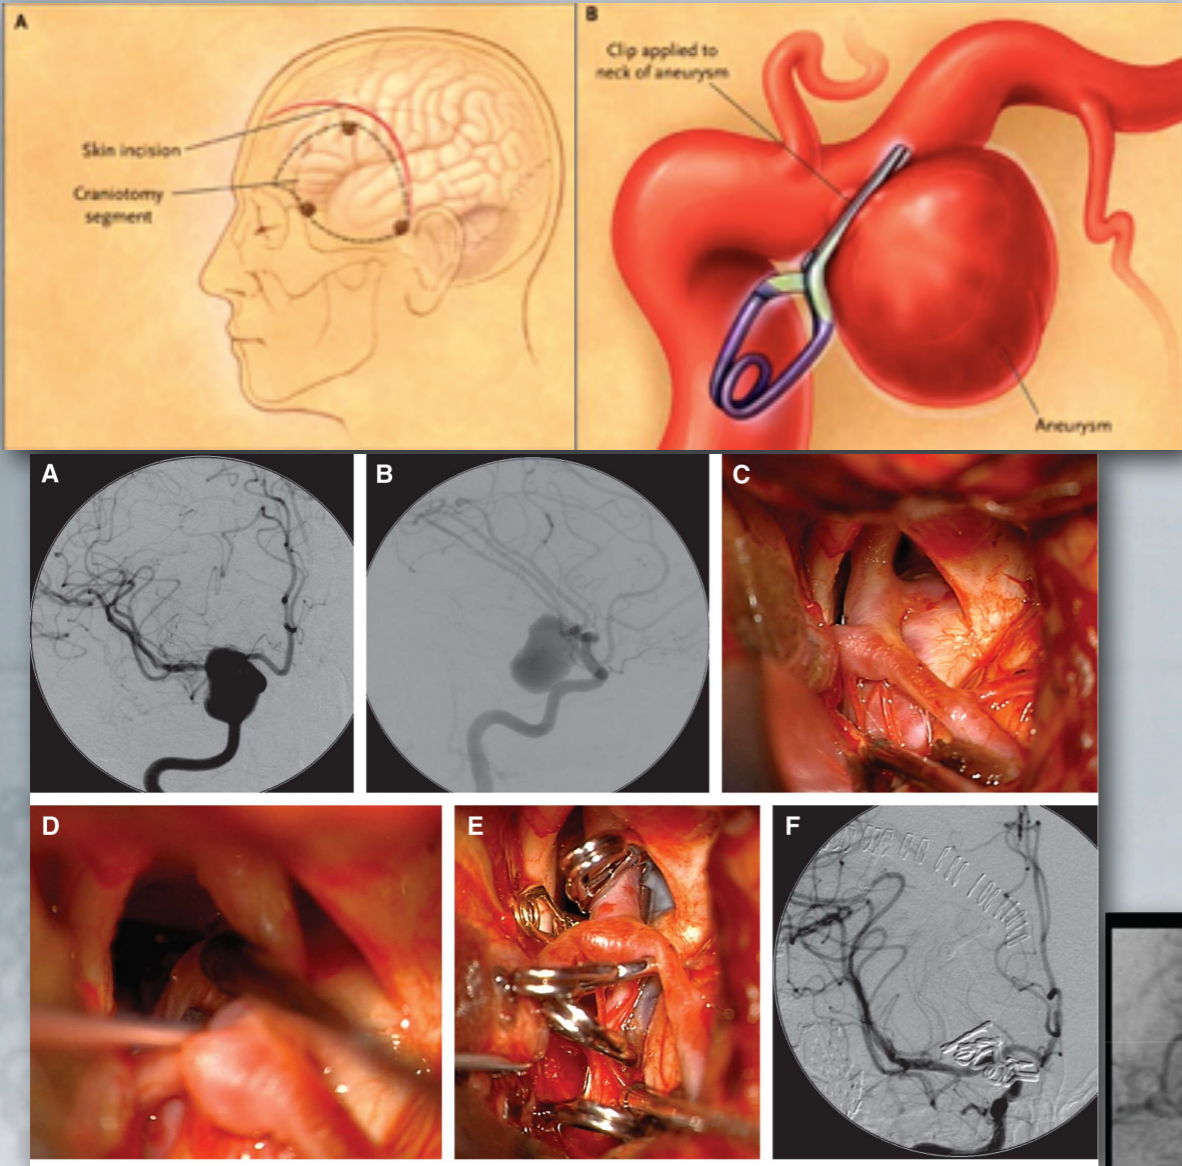 A
Skin incision
Craniotomy
segment
B
Clip applied to
neck of aneurysm
Aneurysm
A
B
C
D
E
F